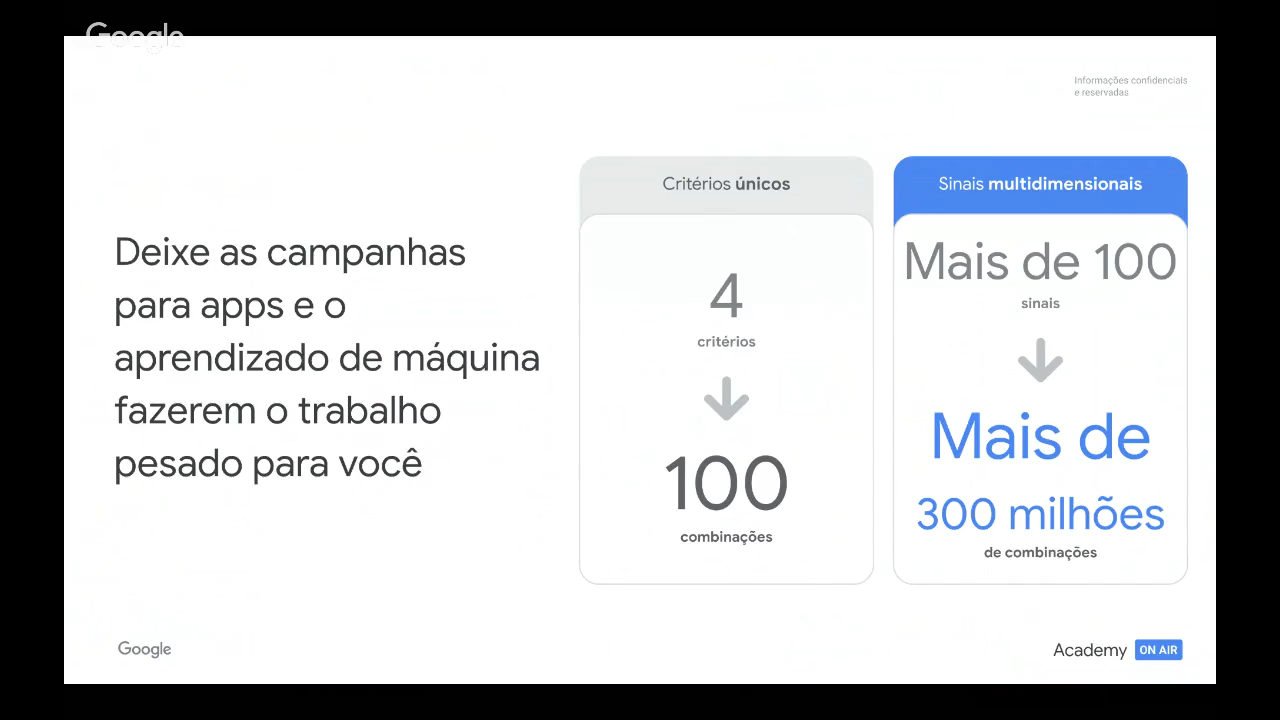 Google
Informações confidenciais
e reservadas
Deixe as campanhas
para apps e o
aprendizado de máquina
fazerem o trabalho
pesado para você
Critérios únicos
4
critérios
100
combinações
Sinais multidimensionais
Mais de 100
sinais
Mais de
300 milhões
de combinações
Google
Academy ON AIR